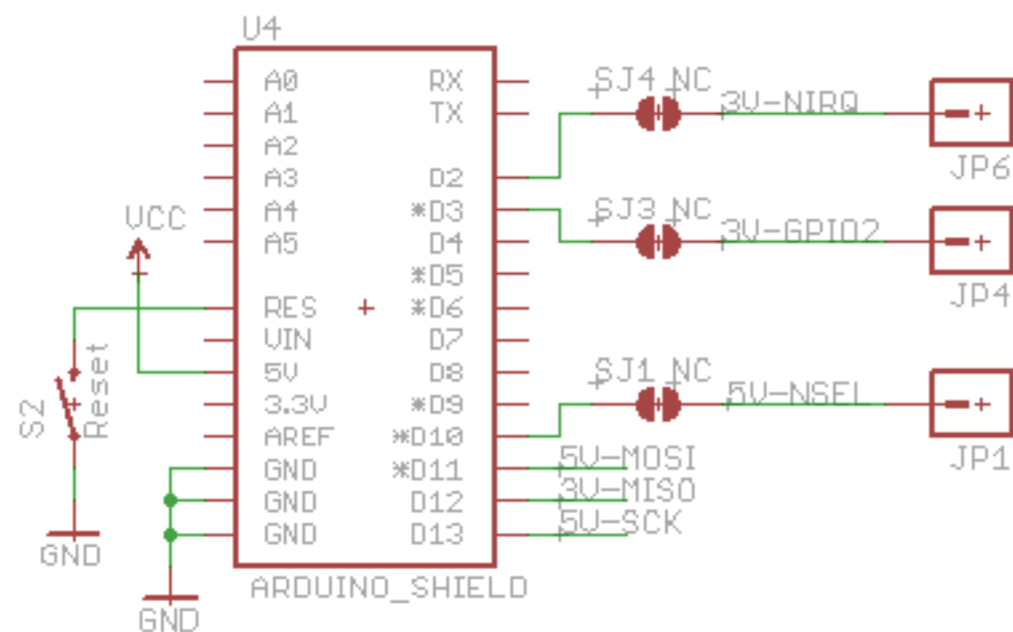 U4
A0
A1
A2
A3
A4
A5
RES
VIN
5V
3.3V
AREF
GND
GND
GND
RX
TX
D2
*D3
D4
*D5
*D6
D7
D8
*D9
*D10
*D11
D12
D13
ARDUINO_SHIELD
VCC
S2
Reset
GND
GND
SJ4 NC
3V-NIRQ
JP6
SJ3 NC
3V-GPIO2
JP4
SJ1 NC
5V-NSEL
JP1
5V-MOSI
3V-MISO
5V-SCK